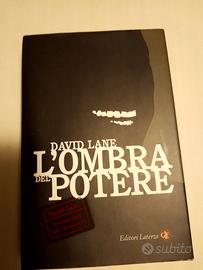 DAVID LANE
L'OMBRA
DEL
POTERE
Editori Laterza
subito